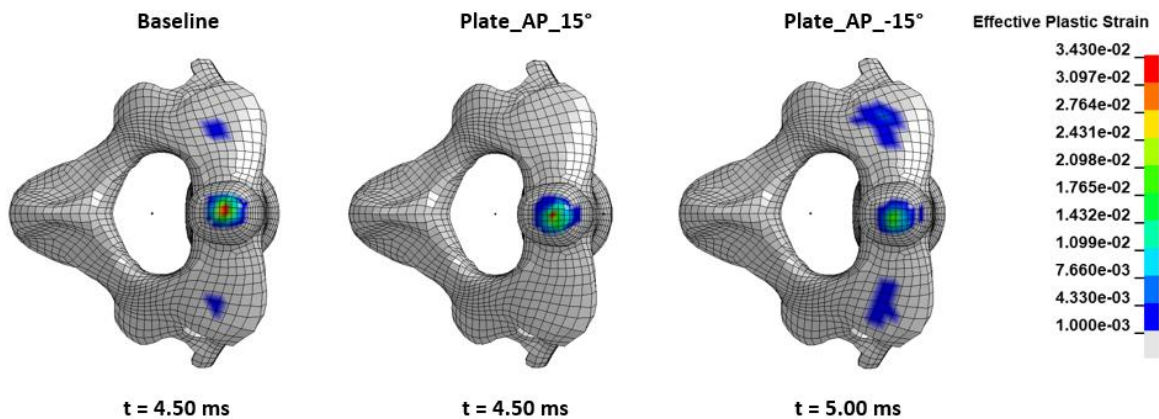 Baseline
Plate_AP_15°
Plate_AP_-15°
Effective Plastic Strain
3.430e-02
3.097e-02
2.764e-02
2.431e-02
2.098e-02
1.765e-02
1.432e-02
1.099e-02
7.660e-03
4.330e-03
1.000e-03
t = 4.50 ms
t = 4.50 ms
t = 5.00 ms